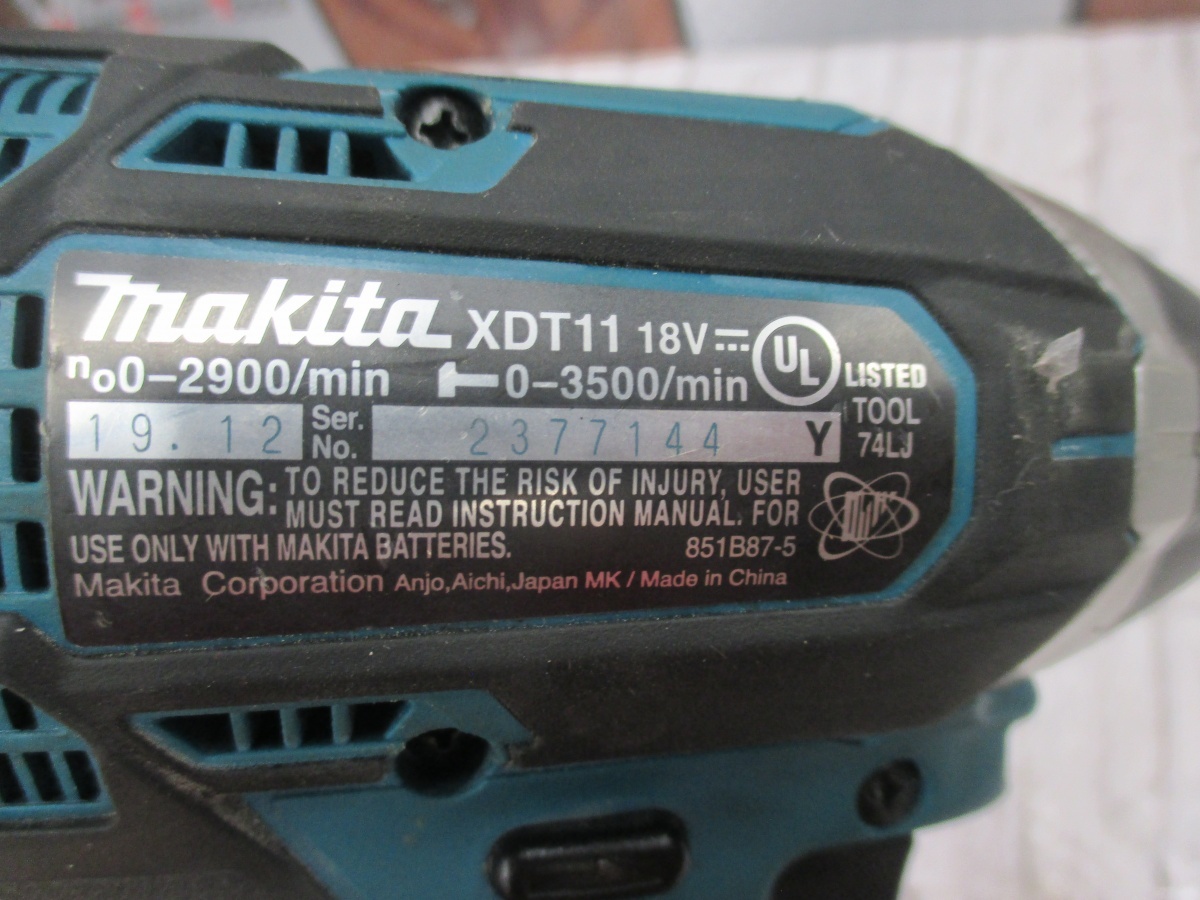 Makita XDT11 18V
n₀0–2900/min 0–3500/min
UL LISTED
19.12 Ser. No. 2377144 Y
TOOL
74LJ
WARNING: TO REDUCE THE RISK OF INJURY, USER
MUST READ INSTRUCTION MANUAL. FOR
USE ONLY WITH MAKITA BATTERIES. 851B87-5
Makita Corporation Anjo,Aichi,Japan MK / Made in China